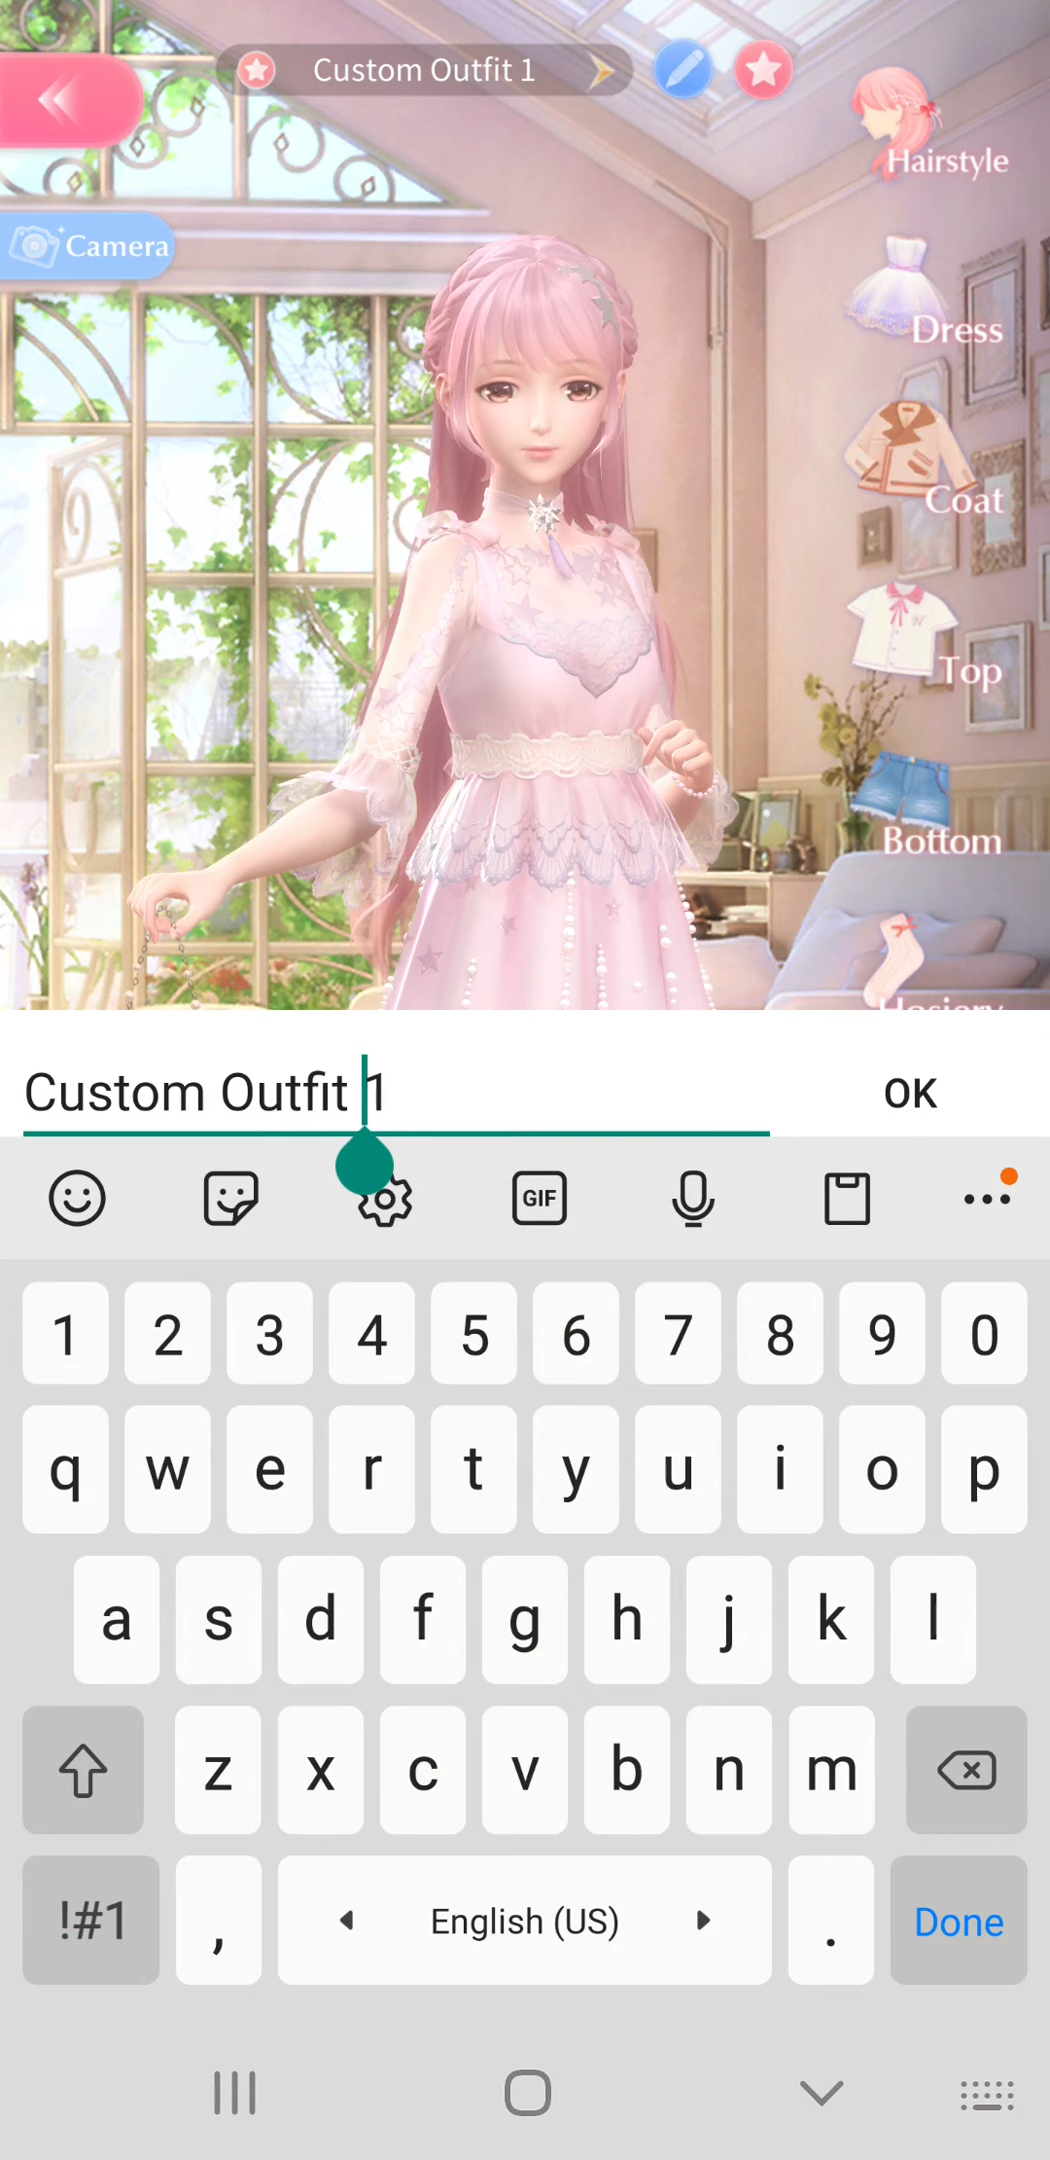 Custom Outfit 1
Hairstyle
Camera
Dress
Coat
Top
Bottom
Hosiery
Custom Outfit 1
OK
GIF
1 2 3 4 5 6 7 8 9 0
q w e r t y u i o p
a s d f g h j k l
z x c v b n m
!#1 , English (US) . Done